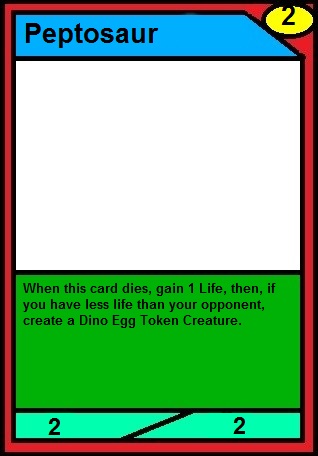 Peptosaur
2
When this card dies, gain 1 Life, then, if
you have less life than your opponent,
create a Dino Egg Token Creature.
2 2